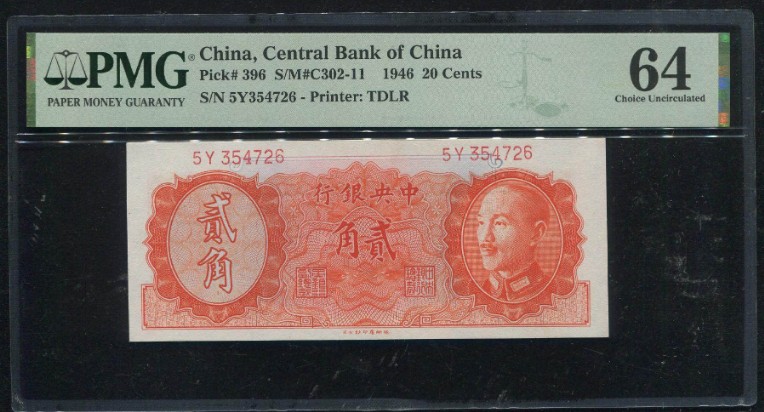 PMG®
PAPER MONEY GUARANTY
China, Central Bank of China
Pick# 396 S/M#C302-11 1946 20 Cents
S/N 5Y354726 - Printer: TDLR
64
Choice Uncirculated
5Y 354726 5Y 354726
行銀央中
貳角
角貳